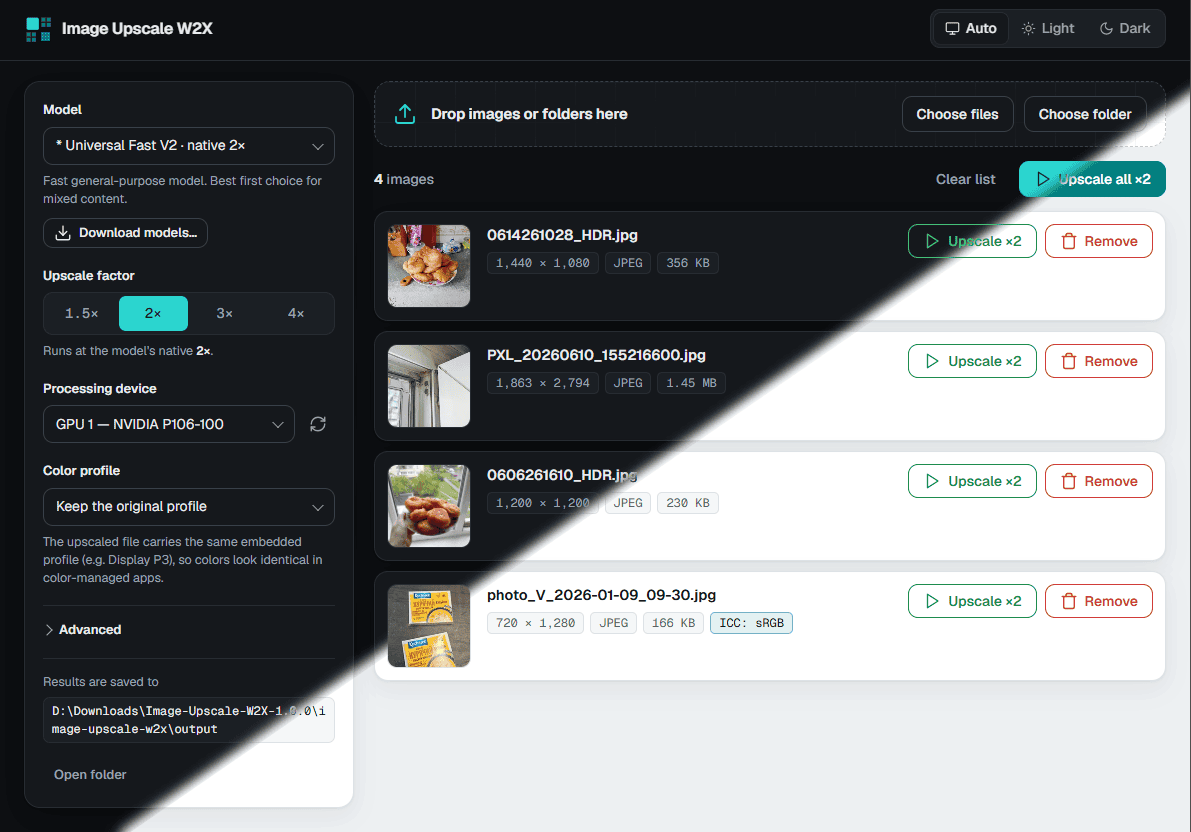 Image Upscale W2X
Auto
Light
Dark
Model
* Universal Fast V2 · native 2×
Fast general-purpose model. Best first choice for
mixed content.
Download models...
Upscale factor
1.5×
2×
3×
4×
Runs at the model's native 2×.
Processing device
GPU 1 — NVIDIA P106-100
Color profile
Keep the original profile
The upscaled file carries the same embedded
profile (e.g. Display P3), so colors look identical in
color-managed apps.
Advanced
Results are saved to
D:\Downloads\Image-Upscale-W2X-1.0.0\i
mage-upscale-w2x\output
Open folder
Drop images or folders here
Choose files
Choose folder
4 images
Clear list
Upscale all ×2
0614261028_HDR.jpg
1,440 × 1,080
JPEG
356 KB
Upscale ×2
Remove
PXL_20260610_155216600.jpg
1,863 × 2,794
JPEG
1.45 MB
Upscale ×2
Remove
0606261610_HDR.jpg
1,200 × 1,200
JPEG
230 KB
Upscale ×2
Remove
photo_V_2026-01-09_09-30.jpg
720 × 1,280
JPEG
166 KB
ICC: sRGB
Upscale ×2
Remove